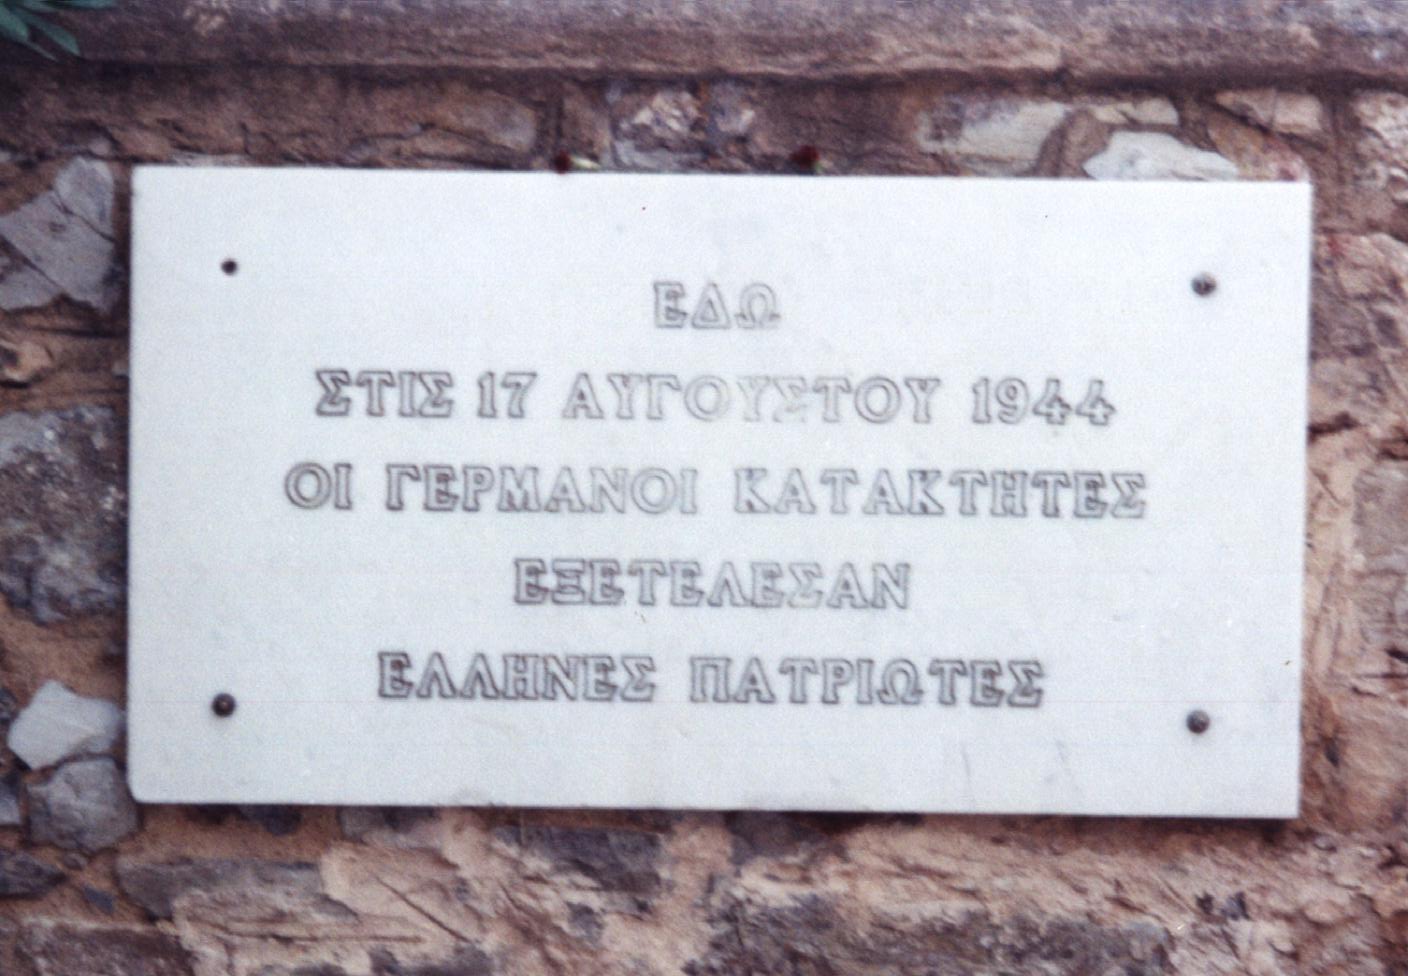 ΕΔΩ
ΣΤΙΣ 17 ΑΥΓΟΥΣΤΟΥ 1944
ΟΙ ΓΕΡΜΑΝΟΙ ΚΑΤΑΚΤΗΤΕΣ
ΕΞΕΤΕΛΕΣΑΝ
ΕΛΛΗΝΕΣ ΠΑΤΡΙΩΤΕΣ